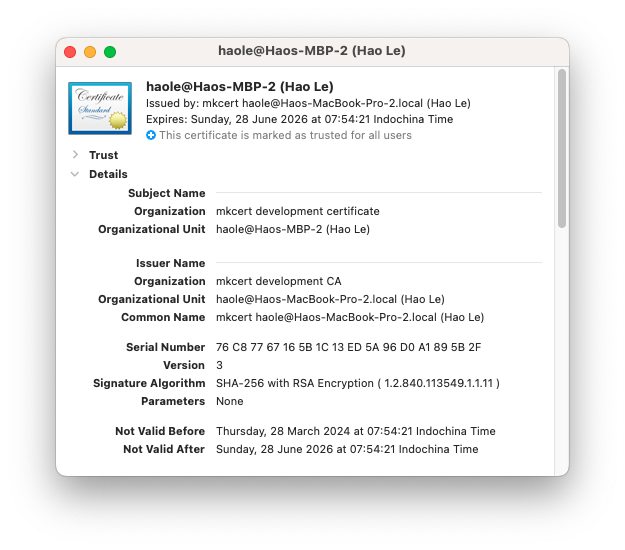 haole@Haos-MBP-2 (Hao Le)
Certificate
Standard
haole@Haos-MBP-2 (Hao Le)
Issued by: mkcert haole@Haos-MacBook-Pro-2.local (Hao Le)
Expires: Sunday, 28 June 2026 at 07:54:21 Indochina Time
This certificate is marked as trusted for all users
Trust
Details
Subject Name
Organization mkcert development certificate
Organizational Unit haole@Haos-MBP-2 (Hao Le)
Issuer Name
Organization mkcert development CA
Organizational Unit haole@Haos-MacBook-Pro-2.local (Hao Le)
Common Name mkcert haole@Haos-MacBook-Pro-2.local (Hao Le)
Serial Number 76 C8 77 67 16 5B 1C 13 ED 5A 96 D0 A1 89 5B 2F
Version 3
Signature Algorithm SHA-256 with RSA Encryption ( 1.2.840.113549.1.1.11 )
Parameters None
Not Valid Before Thursday, 28 March 2024 at 07:54:21 Indochina Time
Not Valid After Sunday, 28 June 2026 at 07:54:21 Indochina Time